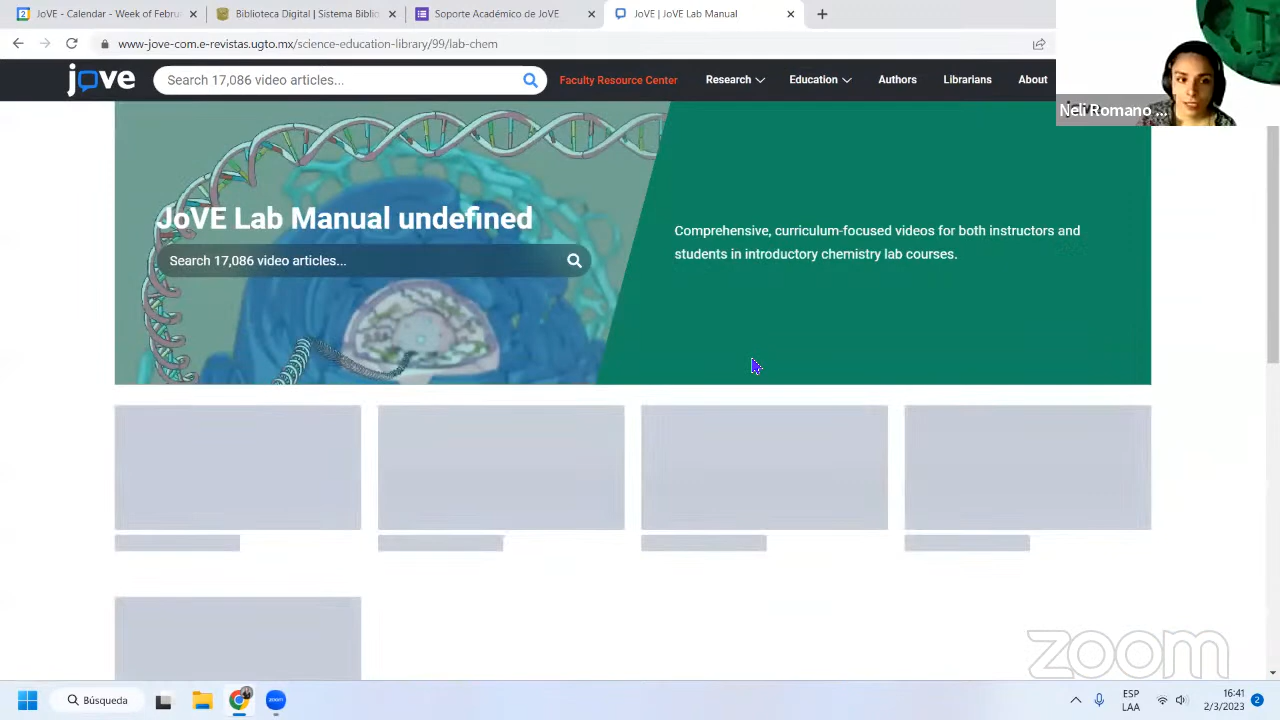 JoVE - Calendar - Week of Febru
Biblioteca Digital | Sistema Biblio
Soporte Académico de JoVE
JoVE | JoVE Lab Manual
www-jove-com.e-revistas.ugto.mx/science-education-library/99/lab-chem
jove
Search 17,086 video articles...
Faculty Resource Center
Research
Education
Authors
Librarians
About
Neli Romano ...
JoVE Lab Manual undefined
Search 17,086 video articles...
Comprehensive, curriculum-focused videos for both instructors and
students in introductory chemistry lab courses.
zoom
Búsqueda
zoom
ESP
LAA
16:41
2/3/2023
2